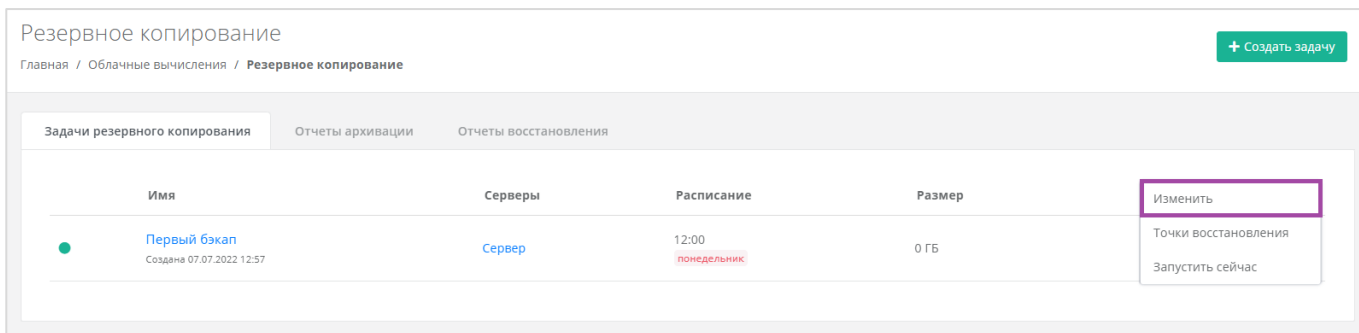 Резервное копирование
+ Создать задачу
Главная / Облачные вычисления / Резервное копирование
Задачи резервного копирования Отчеты архивации Отчеты восстановления
Имя Серверы Расписание Размер
Изменить
Первый бэкап Сервер 12:00 0 ГБ Точки восстановления
Создана 07.07.2022 12:57 понедельник
Запустить сейчас